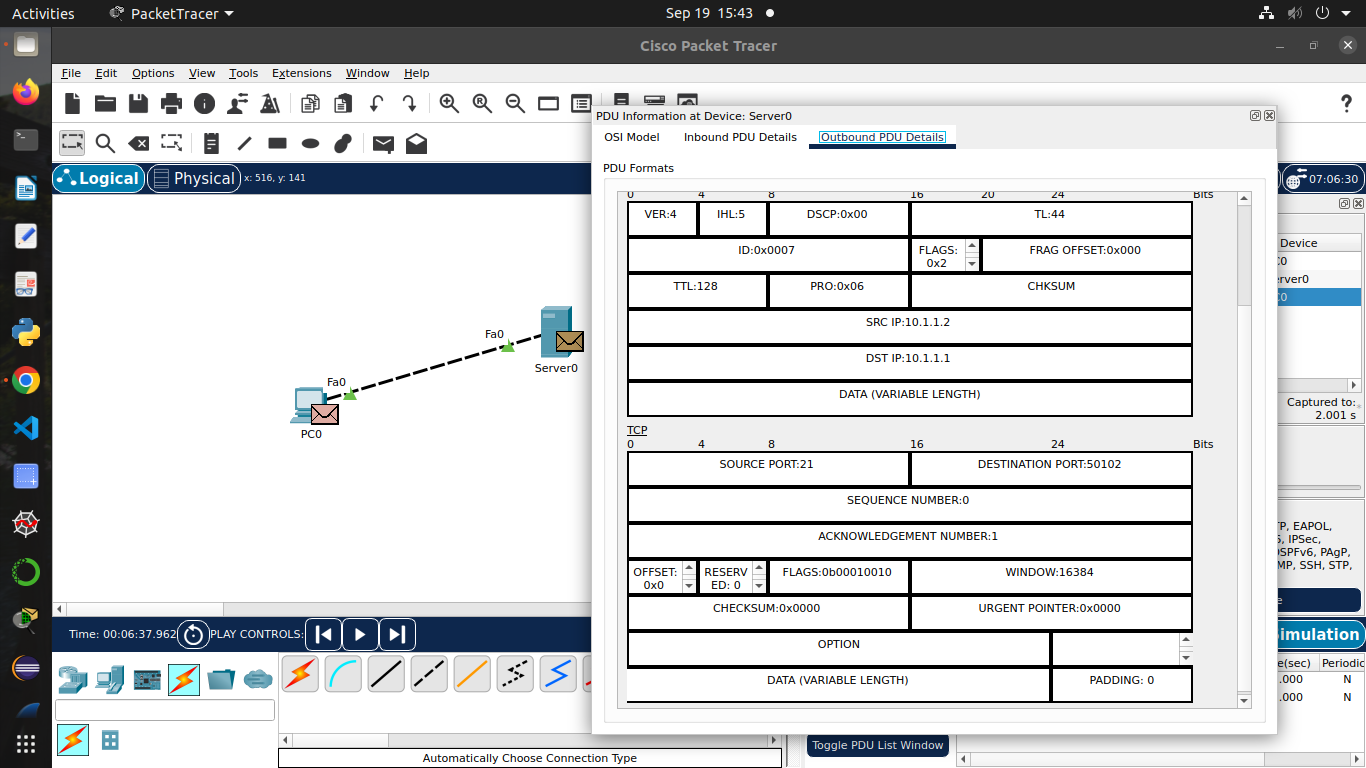 Activities PacketTracer Sep 19 15:43
Cisco Packet Tracer
File Edit Options View Tools Extensions Window Help
Logical Physical x: 516, y: 141
07:06:30
PDU Information at Device: Server0
OSI Model Inbound PDU Details Outbound PDU Details
PDU Formats
0 4 8 16 20 24 Bits
VER:4 IHL:5 DSCP:0x00 TL:44
ID:0x0007 FLAGS: 0x2 FRAG OFFSET:0x000
TTL:128 PRO:0x06 CHKSUM
SRC IP:10.1.1.2
DST IP:10.1.1.1
DATA (VARIABLE LENGTH)
TCP
0 4 8 16 24 Bits
SOURCE PORT:21 DESTINATION PORT:50102
SEQUENCE NUMBER:0
ACKNOWLEDGEMENT NUMBER:1
OFFSET: 0x0 RESERV ED: 0 FLAGS:0b00010010 WINDOW:16384
CHECKSUM:0x0000 URGENT POINTER:0x0000
OPTION
DATA (VARIABLE LENGTH) PADDING: 0
Device
C0
erver0
C0
Captured to:
2.001 s
TP, EAPOL,
6, IPSec,
OSPFv6, PAgP,
MP, SSH, STP,
e
imulation
e(sec) Periodic
.000 N
.000 N
Fa0
Server0
Fa0
PC0
Time: 00:06:37.962 PLAY CONTROLS:
Automatically Choose Connection Type
Toggle PDU List Window